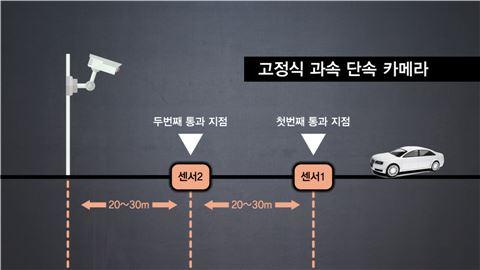 고정식 과속 단속 카메라
두번째 통과 지점
첫번째 통과 지점
센서2
센서1
20~30m
20~30m